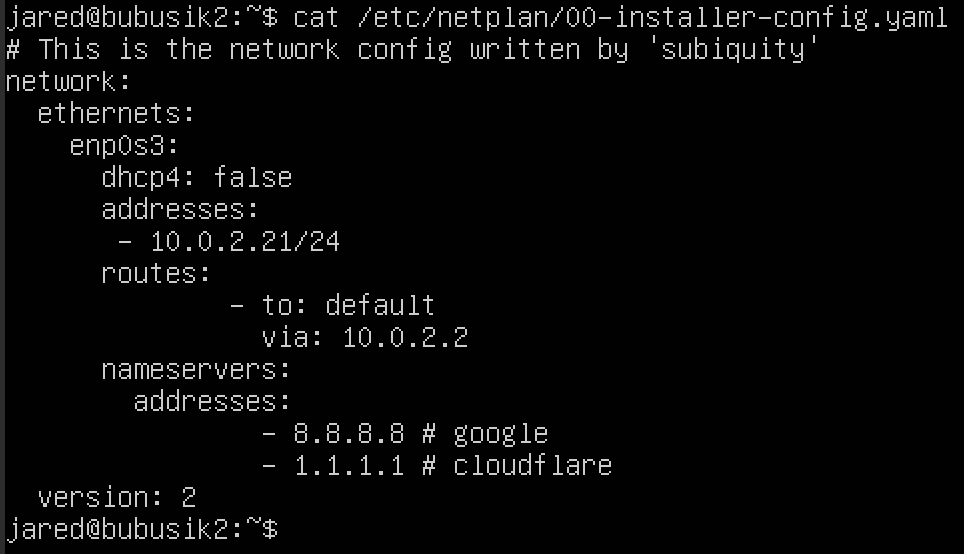 jared@bubusik2:~$ cat /etc/netplan/00-installer-config.yaml
# This is the network config written by 'subiquity'
network:
  ethernets:
    enp0s3:
      dhcp4: false
      addresses:
       - 10.0.2.21/24
      routes:
              - to: default
                via: 10.0.2.2
      nameservers:
        addresses:
                - 8.8.8.8 # google
                - 1.1.1.1 # cloudflare
  version: 2
jared@bubusik2:~$